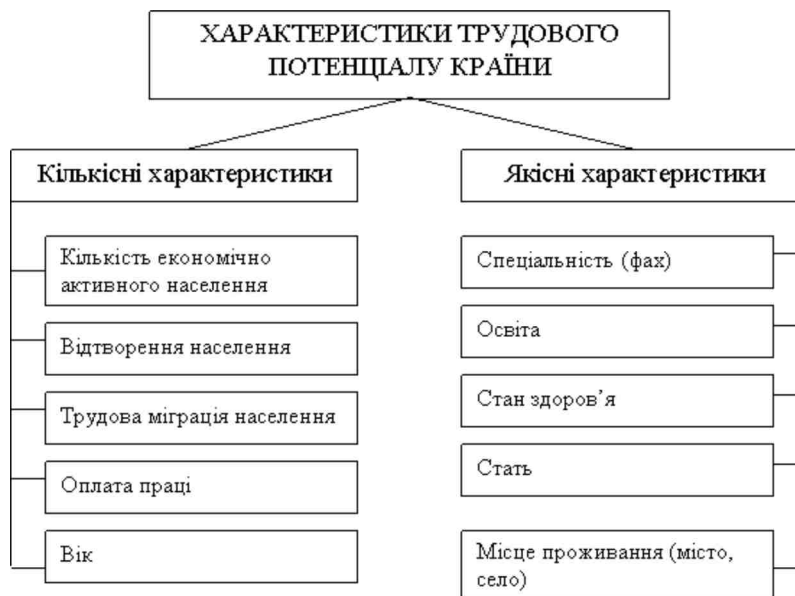 ХАРАКТЕРИСТИКИ ТРУДОВОГО
ПОТЕНЦІАЛУ КРАЇНИ
Кількісні характеристики
Кількість економічно
активного населення
Відтворення населення
Трудова міграція населення
Оплата праці
Вік
Якісні характеристики
Спеціальність (фах)
Освіта
Стан здоров’я
Стать
Місце проживання (місто,
село)